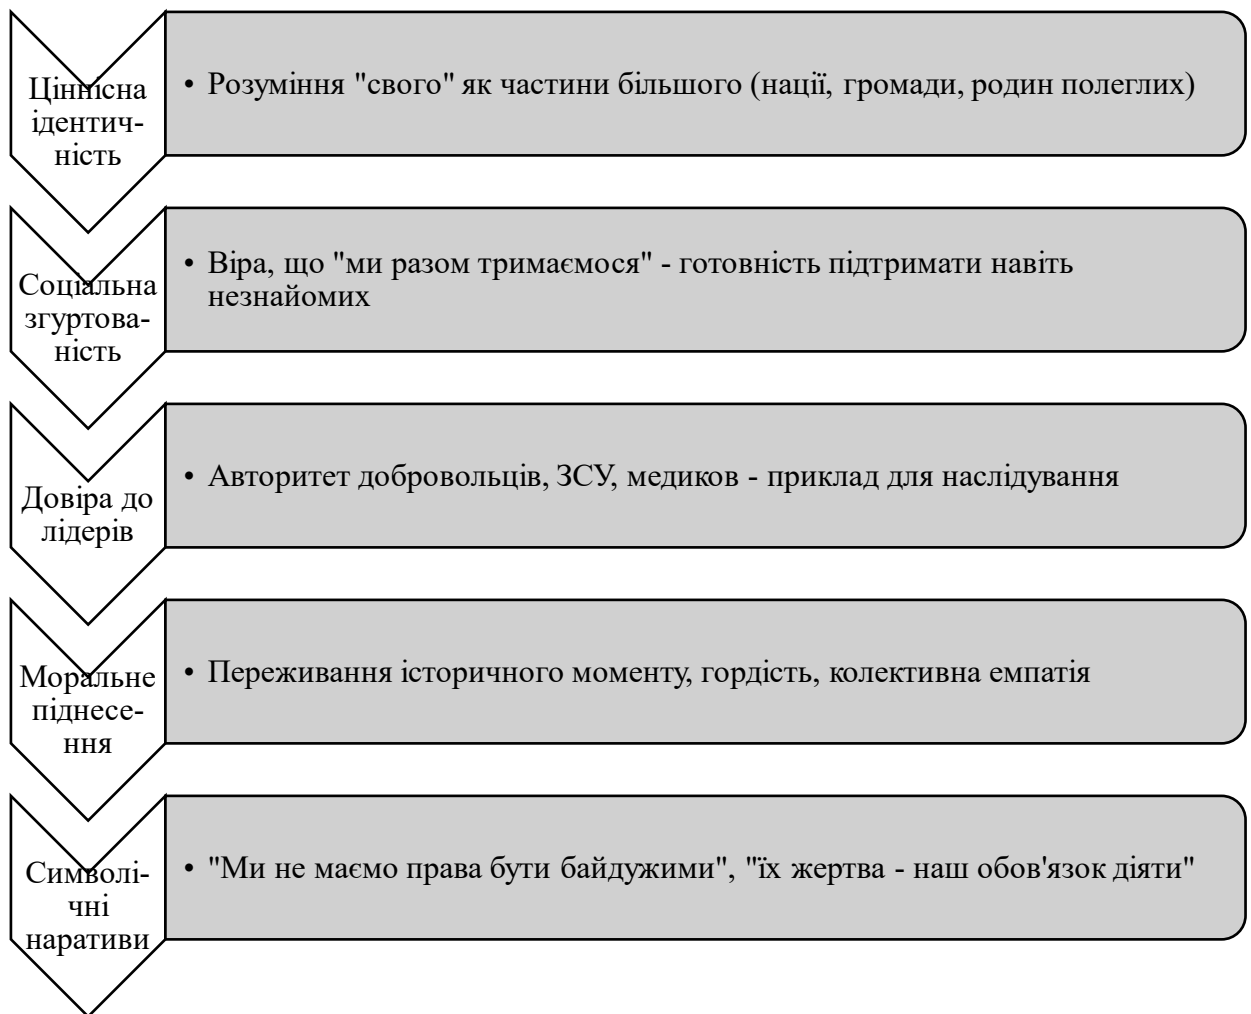 Ціннісна
ідентич-
ність
• Розуміння "свого" як частини більшого (нації, громади, родин полеглих)
Соціальна
згуртова-
ність
• Віра, що "ми разом тримаємося" - готовність підтримати навіть
незнайомих
Довіра до
лідерів
• Авторитет добровольців, ЗСУ, медиков - приклад для наслідування
Моральне
піднесе-
ння
• Переживання історичного моменту, гордість, колективна емпатія
Символі-
чні
наративи
• "Ми не маємо права бути байдужими", "їх жертва - наш обов'язок діяти"